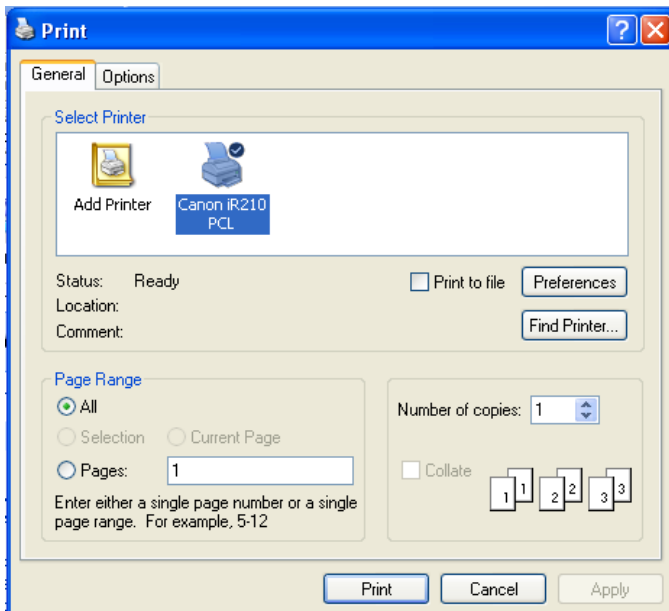 Print
General
Options
Select Printer
Add Printer
Canon iR210
PCL
Status: Ready
Location:
Comment:
Print to file
Preferences
Find Printer...
Page Range
All
Selection
Current Page
Pages: 1
Enter either a single page number or a single
page range. For example, 5-12
Number of copies: 1
Collate
1 1 2 2 3 3
Print
Cancel
Apply